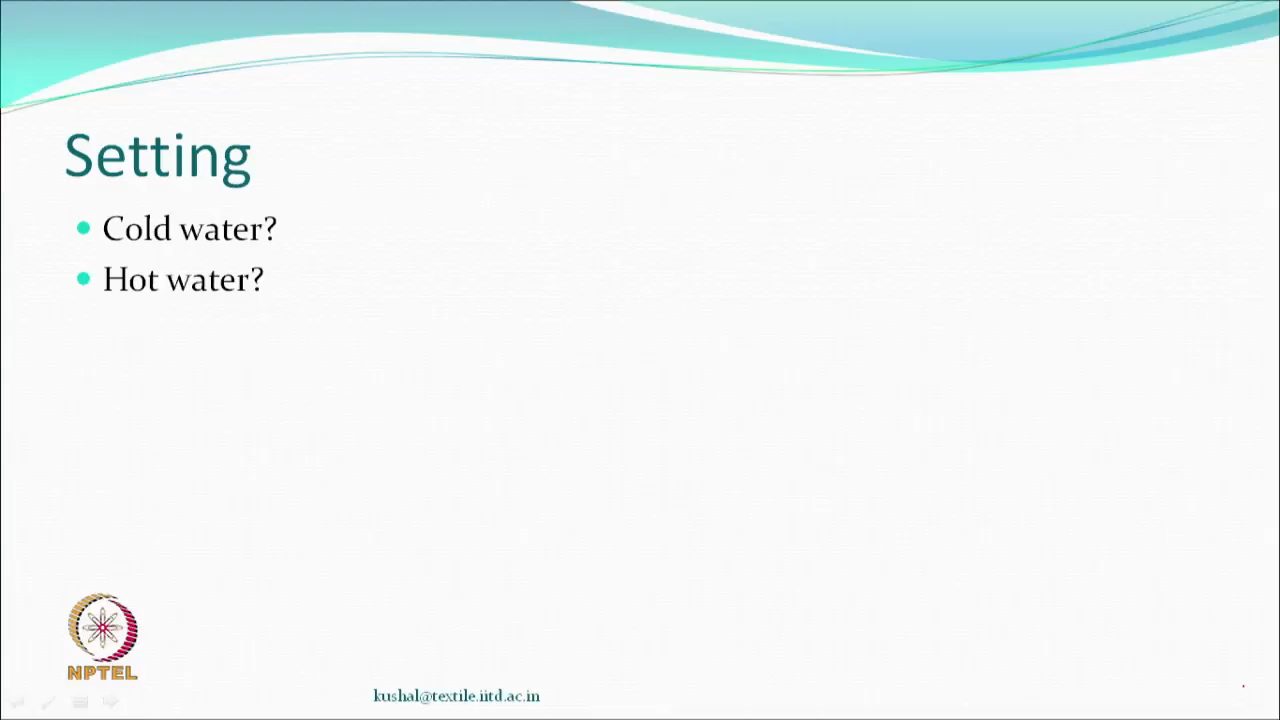 Setting
Cold water?
Hot water?
NPTEL
kushal@textile.iitd.ac.in